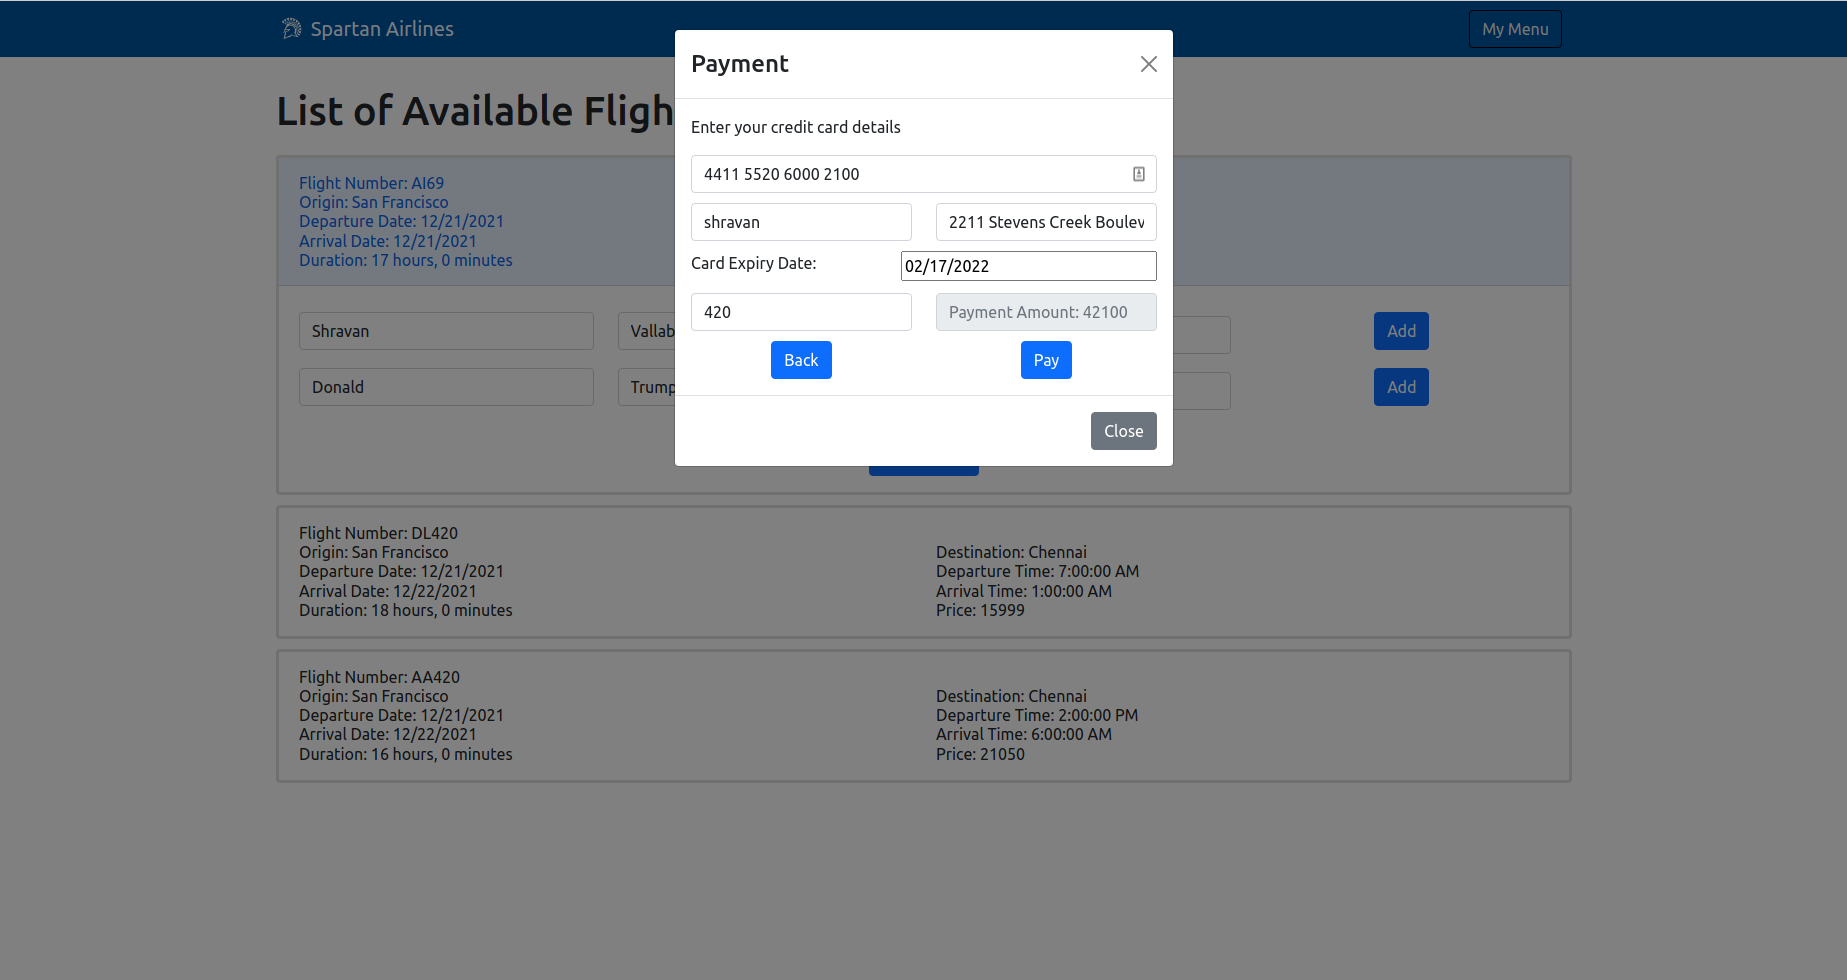 Spartan Airlines
My Menu
Payment
List of Available
Enter your credit card details
4411 5520 6000 2100
Flight Number: AI69
Origin: San Francisco
Departure Date: 12/21/2021
Arrival Date: 12/21/2021
Duration: 17 hours, 0 minutes
shravan
2211 Stevens Creek
Card Expiry Date:
02/17/2022
420
Payment Amount: 42100
Back
Pay
Close
Shravan
Add
Donald
Trump
Add
Flight Number: DL420
Origin: San Francisco
Departure Date: 12/21/2021
Arrival Date: 12/22/2021
Duration: 18 hours, 0 minutes
Destination: Chennai
Departure Time: 7:00:00 AM
Arrival Time: 1:00:00 AM
Price: 15999
Flight Number: AA420
Origin: San Francisco
Departure Date: 12/21/2021
Arrival Date: 12/22/2021
Duration: 16 hours, 0 minutes
Destination: Chennai
Departure Time: 2:00:00 PM
Arrival Time: 6:00:00 AM
Price: 21050